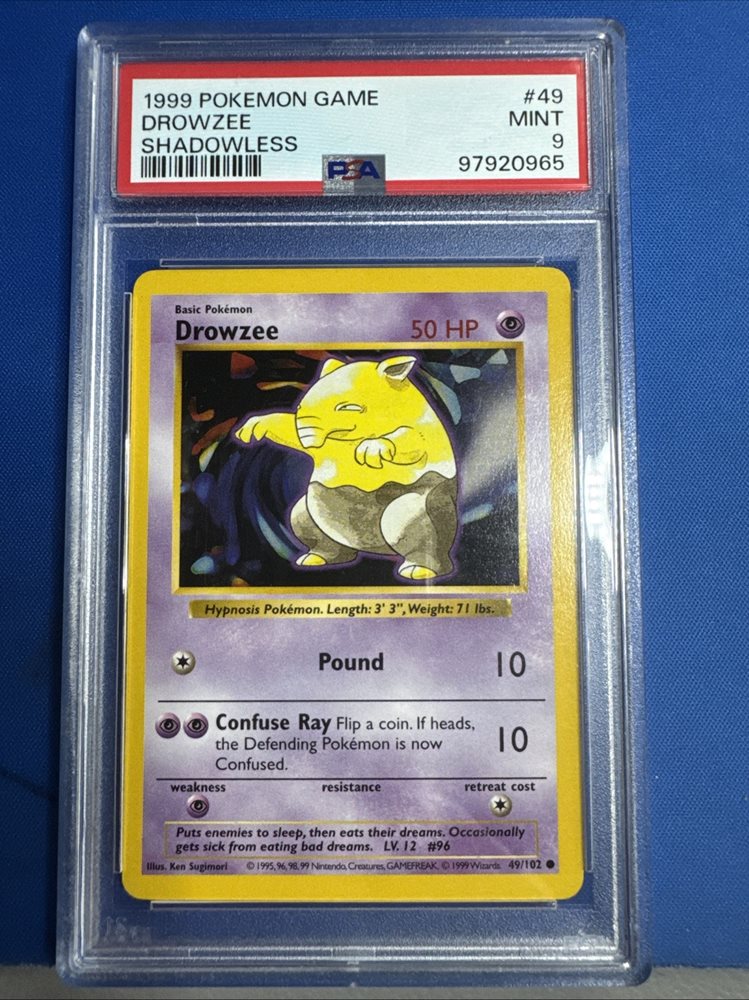 1999 POKEMON GAME #49
DROWZEE MINT
SHADOWLESS 9
PSA 97920965
Basic Pokémon
Drowzee 50 HP
Hypnosis Pokémon. Length: 3' 3", Weight: 71 lbs.
Pound 10
Confuse Ray Flip a coin. If heads,
the Defending Pokémon is now 10
Confused.
weakness resistance retreat cost
Puts enemies to sleep, then eats their dreams. Occasionally
gets sick from eating bad dreams. LV. 12 #96
Illus. Ken Sugimori ©1995, 96, 98, 99 Nintendo, Creatures, GAMEFREAK. ©1999 Wizards. 49/102